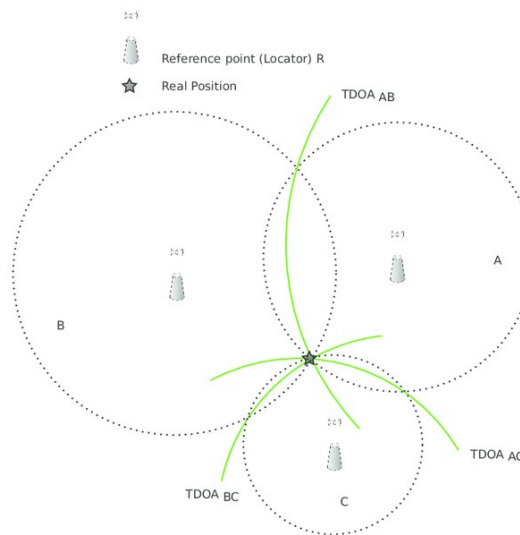 Reference point (Locator) R
Real Position
TDOA AB
A
B
TDOA AC
TDOA BC
C